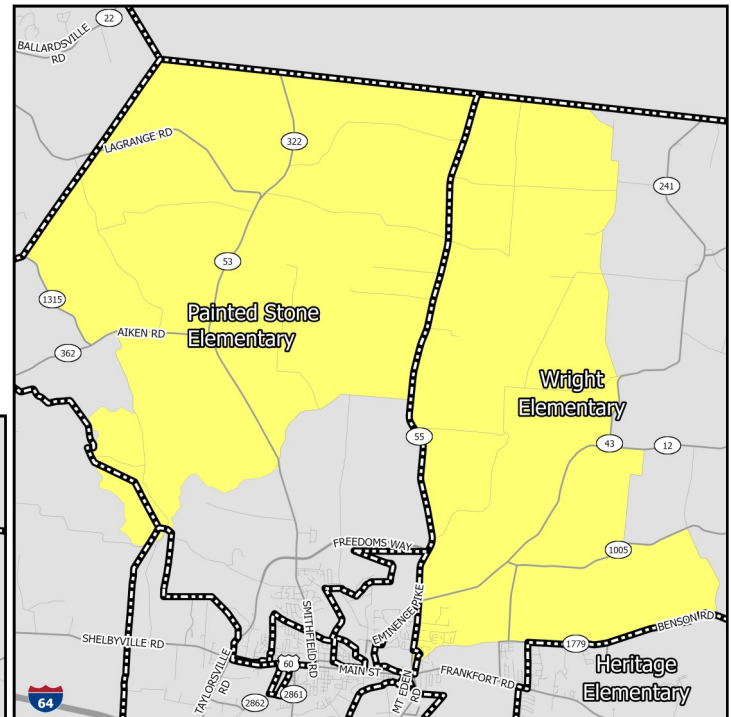 22
BALLARDSVILLE
RD
LAGRANGE RD
322
241
53
1315
Painted Stone
Elementary
AIKEN RD
362
Wright
Elementary
55
43
12
FREEDOMS WAY
1005
SMITHFIELD RD
EMINENCE PIKE
BENSON RD
SHELBYVILLE RD
1779
60
MAIN ST
FRANKFORT RD
Heritage
Elementary
TAYLORSVILLE
RD
MT EDEN
RD
64
2862
2861